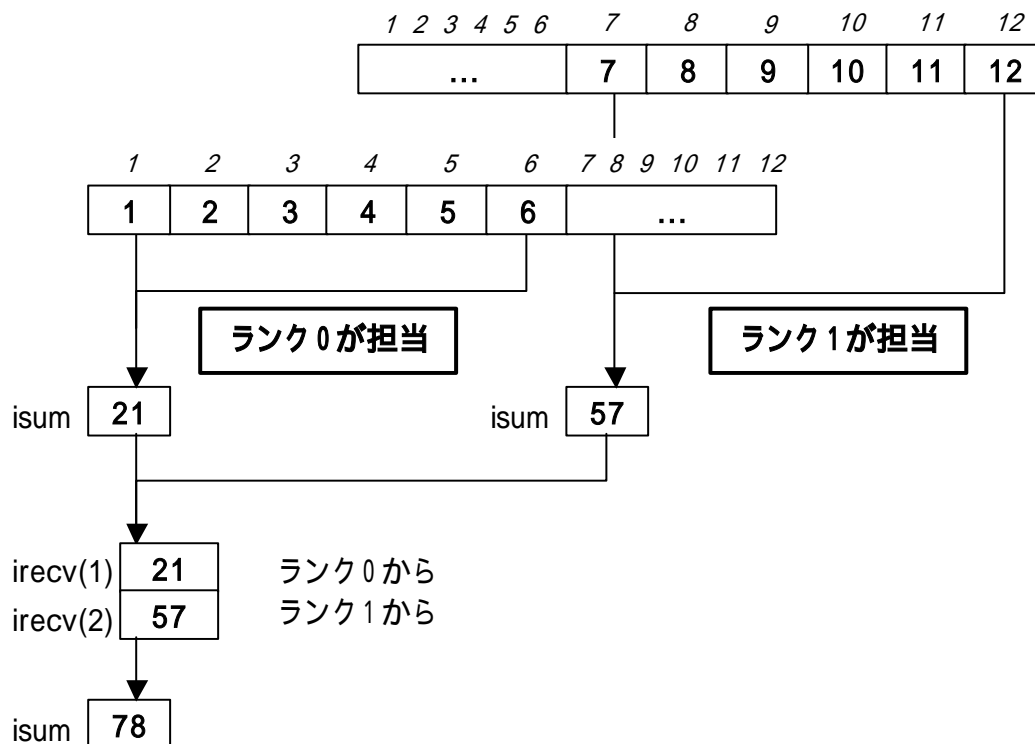 1 2 3 4 5 6 7 8 9 10 11 12
... 7 8 9 10 11 12
1 2 3 4 5 6 7 8 9 10 11 12
1 2 3 4 5 6 ...
ランク0が担当 ランク1が担当
isum 21 isum 57
irecv(1) 21 ランク0から
irecv(2) 57 ランク1から
isum 78